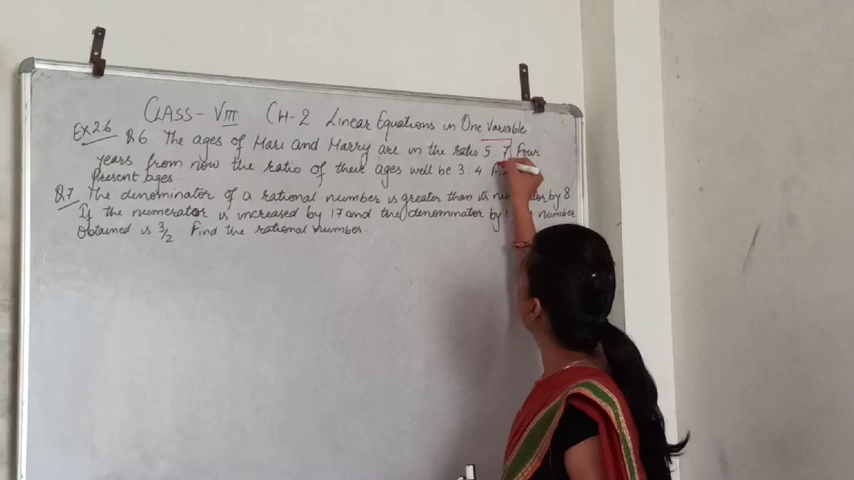 CLASS-VIII CH-2 Linear Equations in One Variable
EX 2.6 Q6 The ages of Hari and Harry are in the ratio 5 7 Four
years from now the ratio of their ages will be 3:4
Present ages.
Q7 The denominator of a rational number is greater than its by 8
If the numerator is increased by 17 and the denominator by number
obtained is 3/2 Find the rational number.